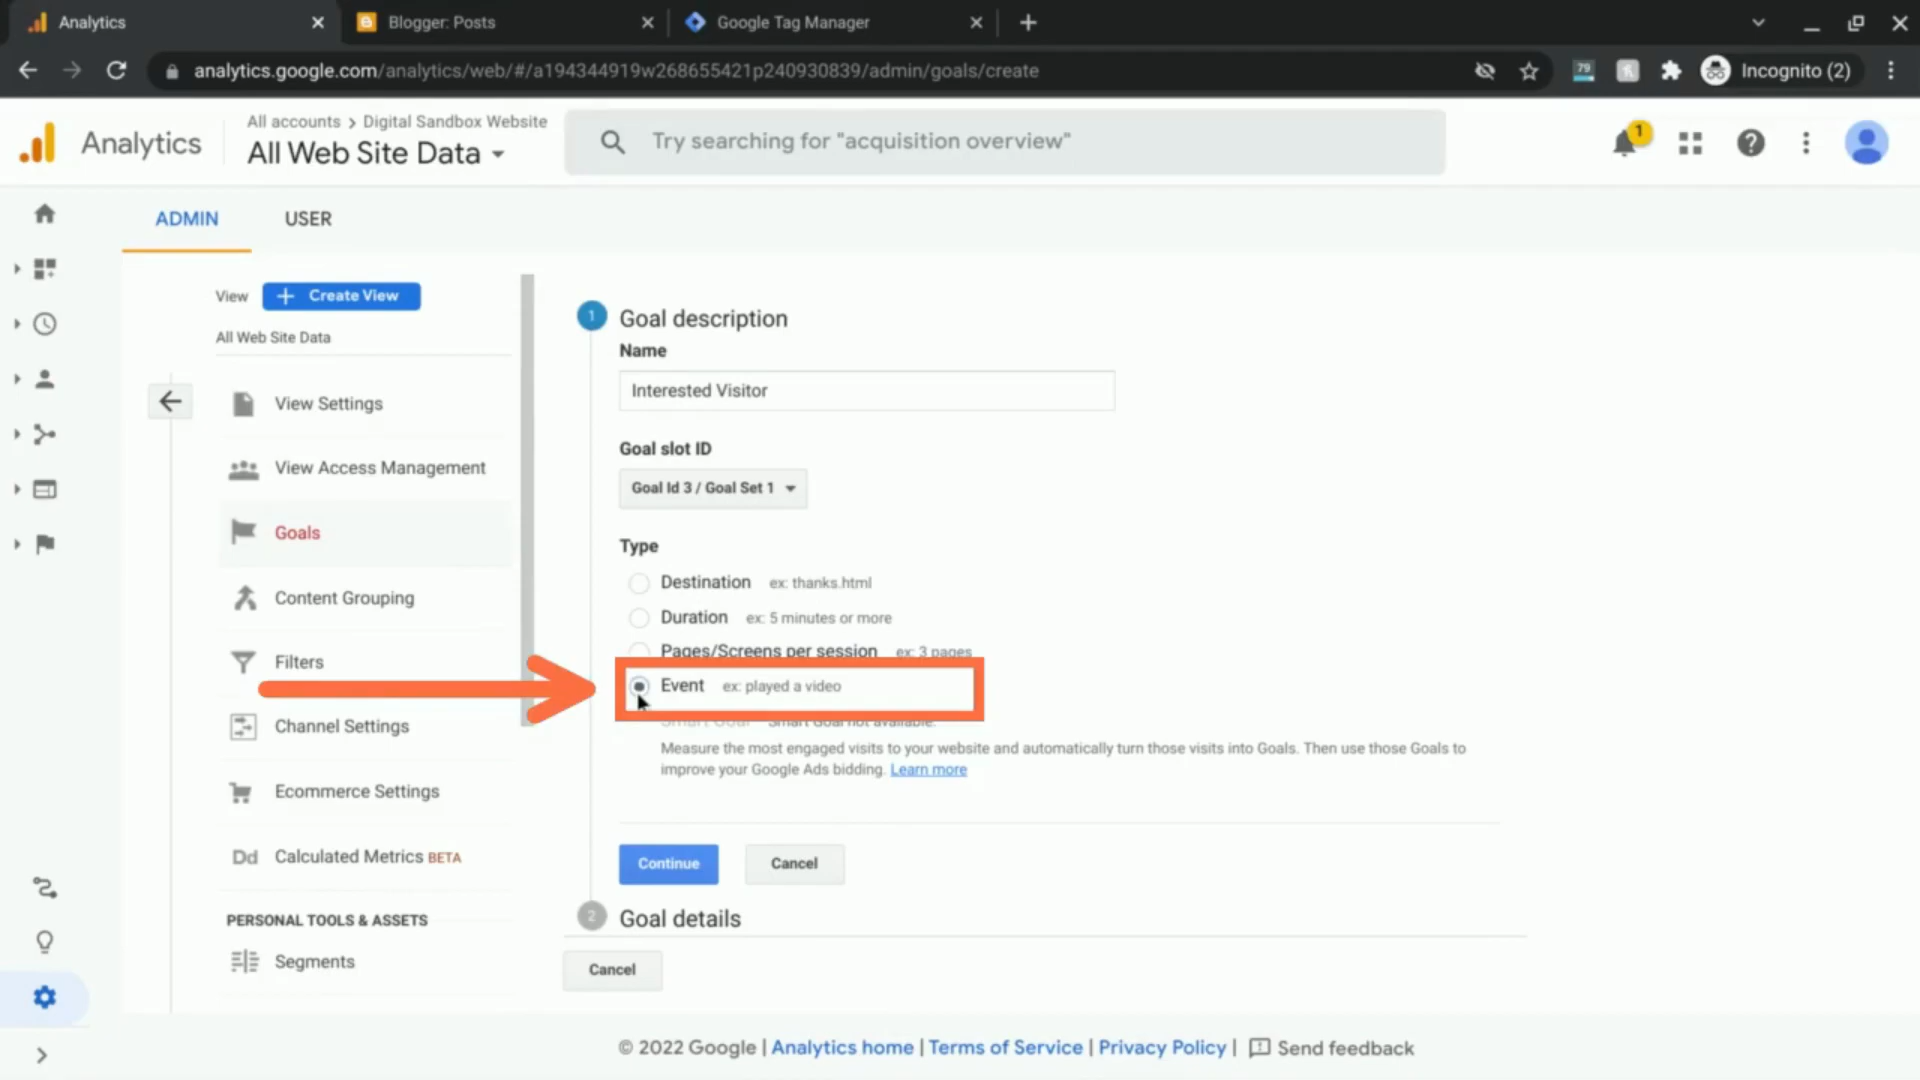 Analytics
Blogger: Posts
Google Tag Manager
analytics.google.com/analytics/web/#/a194344919w268655421p240930839/admin/goals/create
79
Incognito (2)
Analytics
All accounts > Digital Sandbox Website
All Web Site Data
Try searching for "acquisition overview"
1
ADMIN
USER
View
+ Create View
All Web Site Data
View Settings
View Access Management
Goals
Content Grouping
Filters
Channel Settings
Ecommerce Settings
Dd Calculated Metrics BETA
PERSONAL TOOLS & ASSETS
Segments
1 Goal description
Name
Interested Visitor
Goal slot ID
Goal Id 3 / Goal Set 1
Type
Destination ex: thanks.html
Duration ex: 5 minutes or more
Pages/Screens per session ex: 3 pages
Event ex: played a video
Smart Goal Smart Goal not available.
Measure the most engaged visits to your website and automatically turn those visits into Goals. Then use those Goals to
improve your Google Ads bidding. Learn more
Continue
Cancel
2 Goal details
Cancel
© 2022 Google | Analytics home | Terms of Service | Privacy Policy | Send feedback